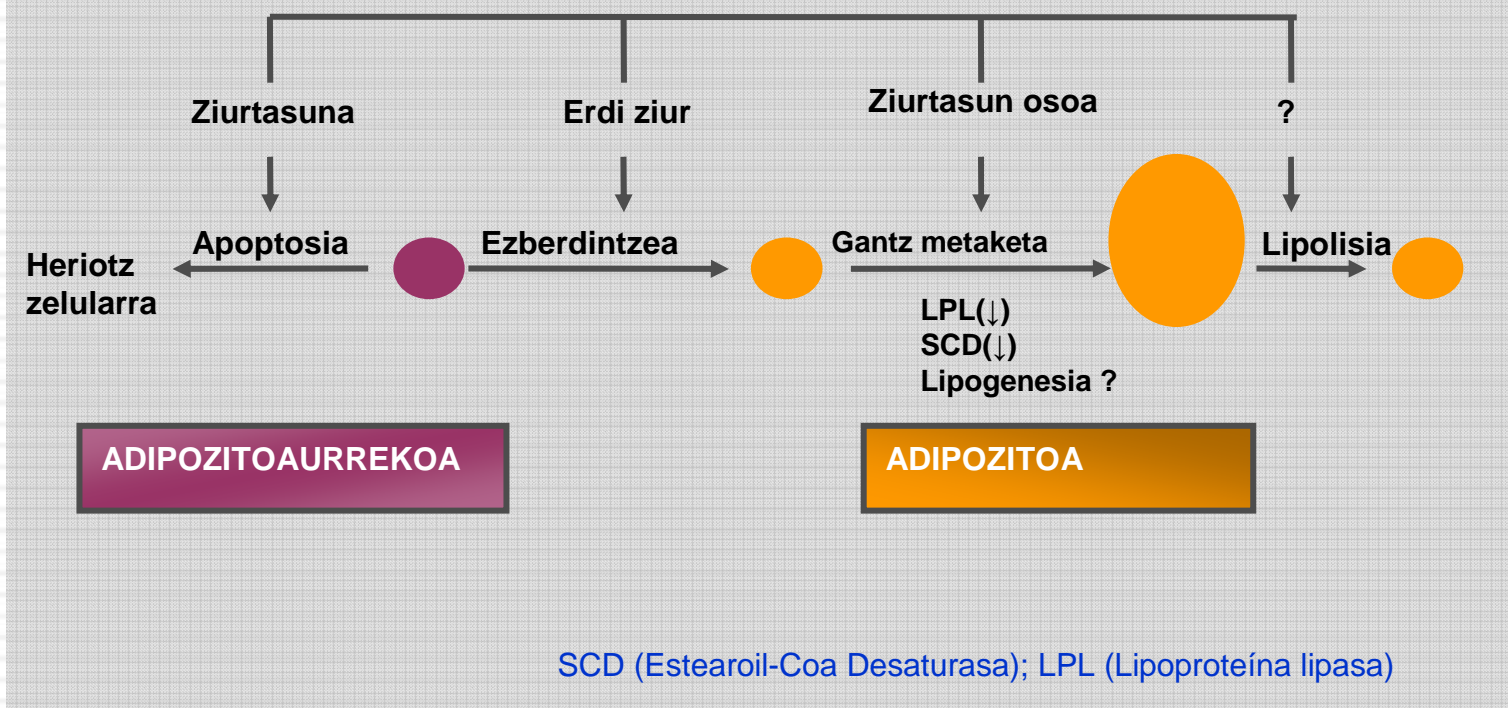 Ziurtasuna
Erdi ziur
Ziurtasun osoa
?
Apoptosia
Ezberdintzea
Gantz metaketa
Lipolisia
Heriotz
zelularra
LPL(↓)
SCD(↓)
Lipogenesia ?
ADIPOZITOAURREKOA
ADIPOZITOA
SCD (Estearoil-Coa Desaturasa); LPL (Lipoproteína lipasa)